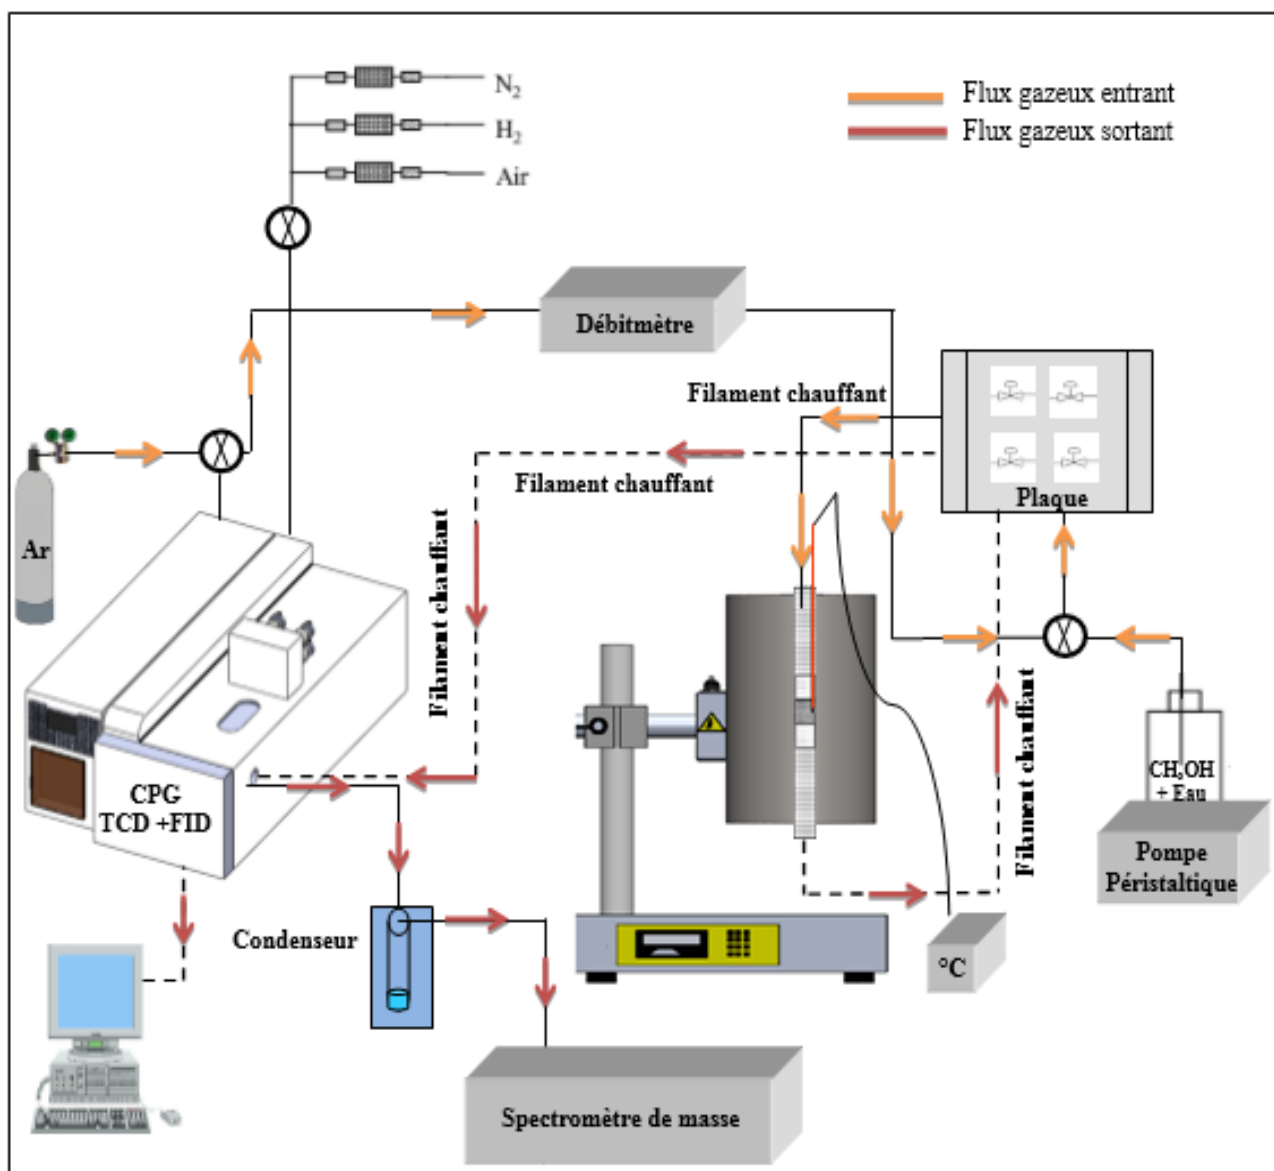 N₂
H₂
Air
Flux gazeux entrant
Flux gazeux sortant
Débitmètre
Filament chauffant
Filament chauffant
Plaque
Ar
Filament chauffant
CPG
TCD +FID
CH₃OH
+ Eau
Filament chauffant
Pompe
Péristaltique
Condenseur
°C
Spectromètre de masse